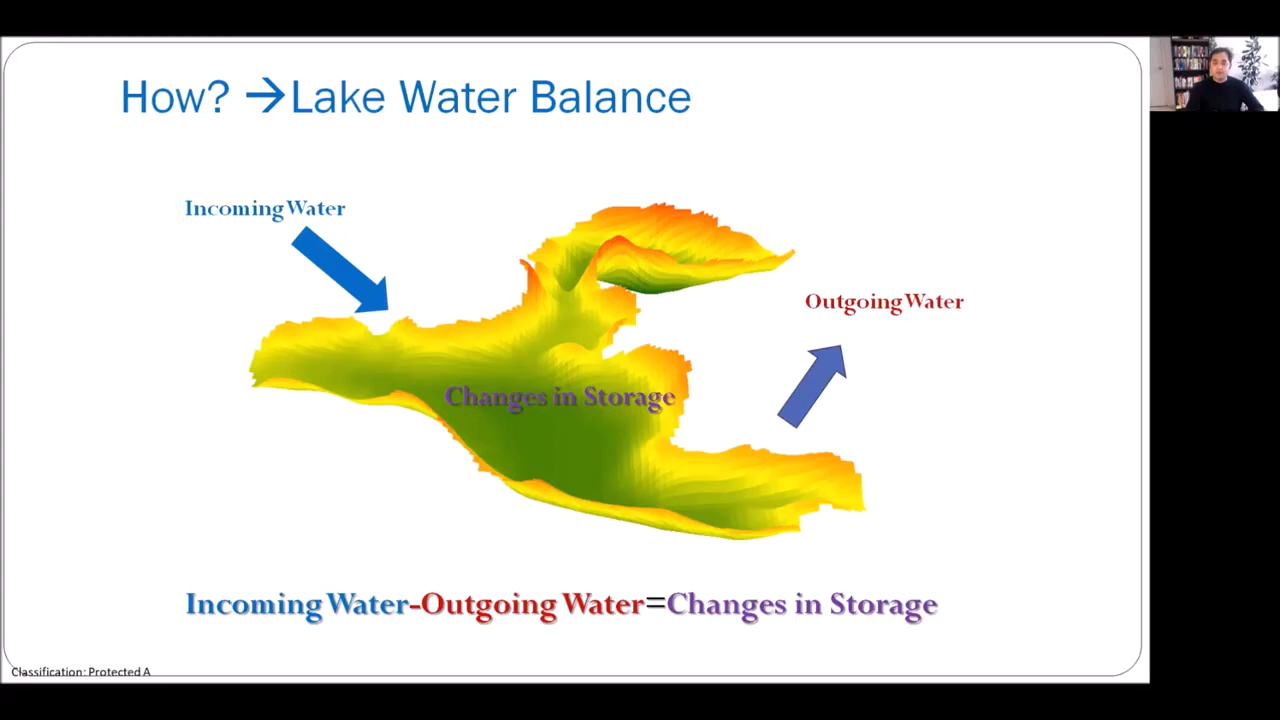 How? →Lake Water Balance
Incoming Water
Outgoing Water
Changes in Storage
Incoming Water-Outgoing Water=Changes in Storage
Classification: Protected A